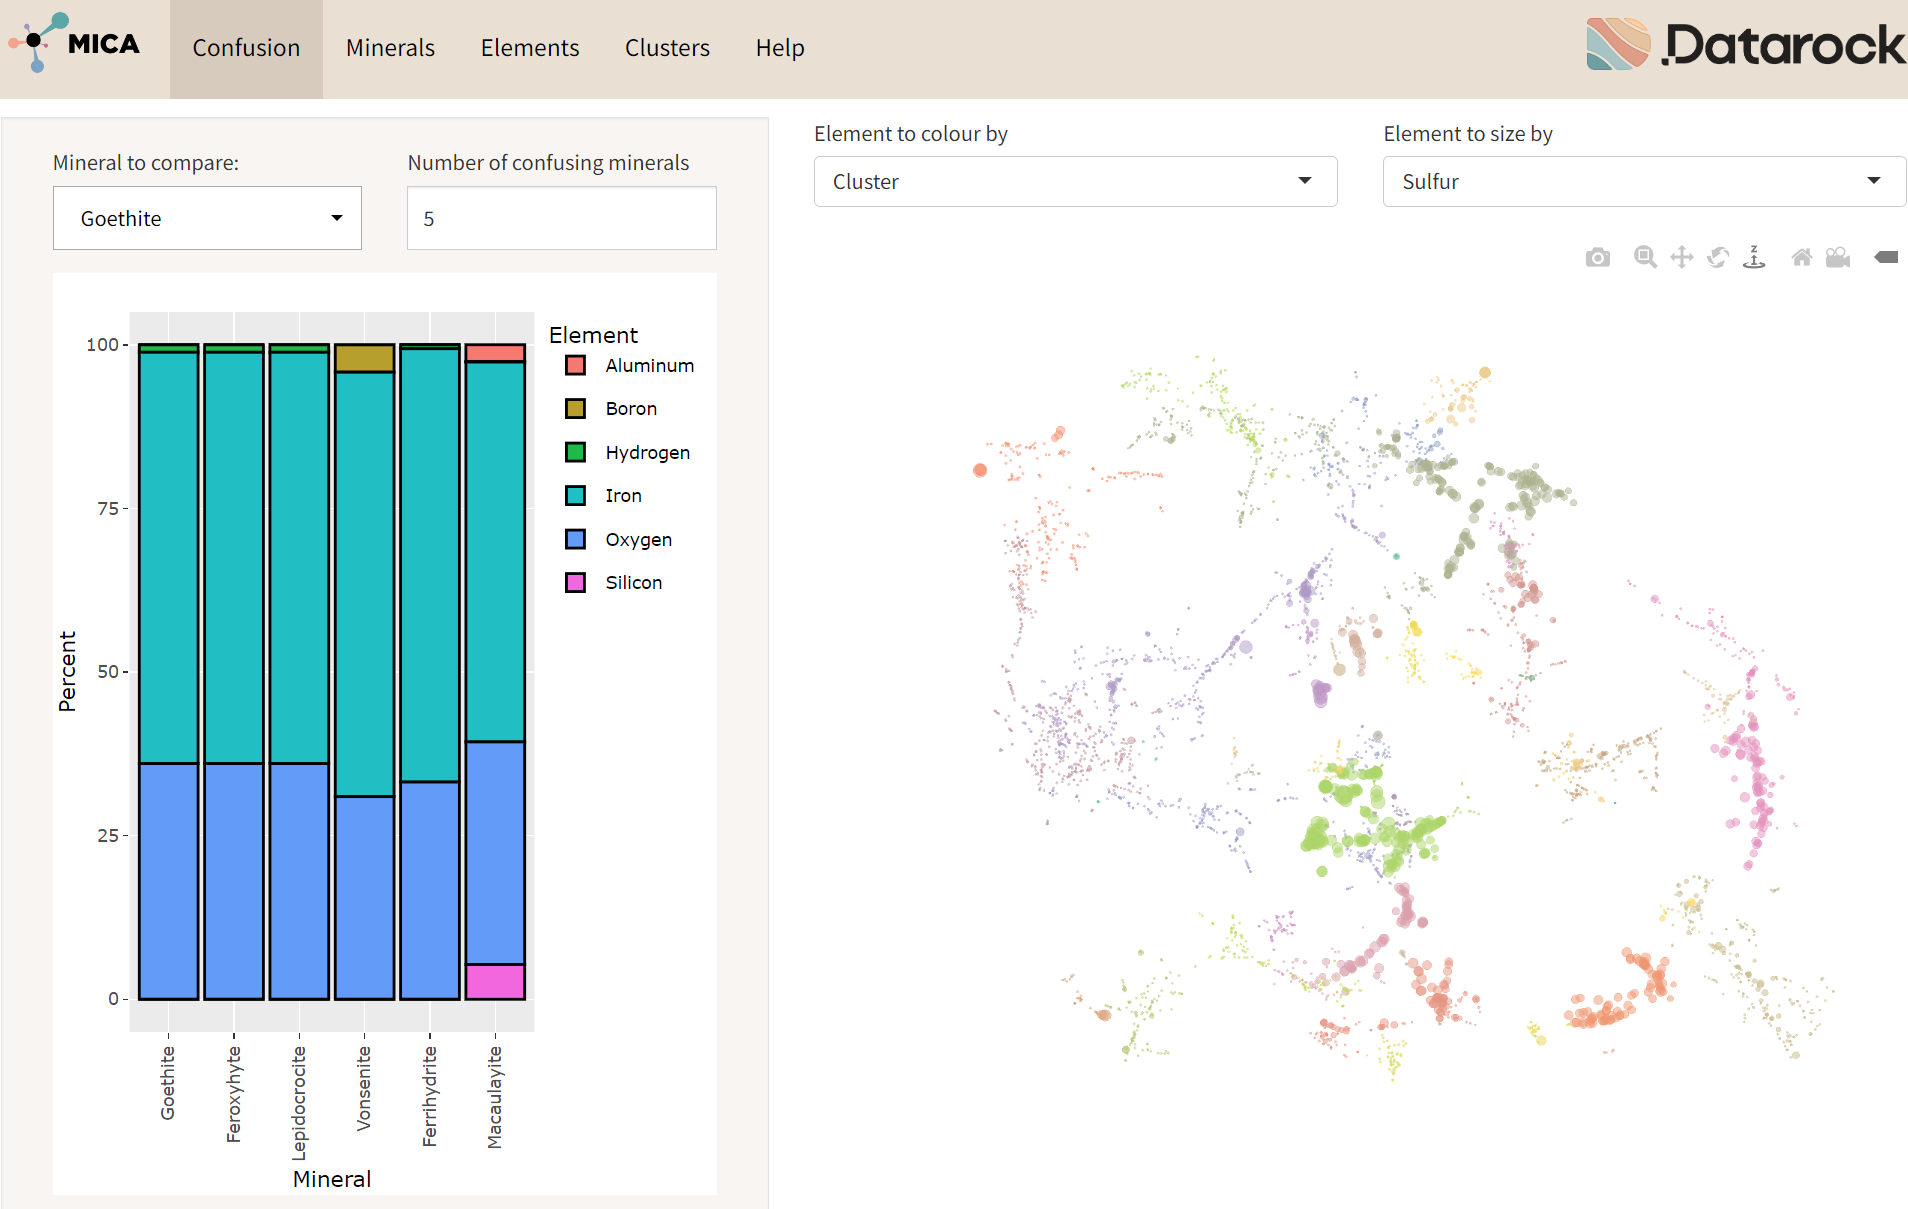 MICA
Confusion Minerals Elements Clusters Help
Datarock
Mineral to compare:
Number of confusing minerals
Goethite
5
Element to colour by
Element to size by
Cluster
Sulfur
z
Element
Aluminum
Boron
Hydrogen
Iron
Oxygen
Silicon
Percent
100
75
50
25
0
Goethite
Feroxyhyte
Lepidocrocite
Vonsenite
Ferrihydrite
Macaulayite
Mineral